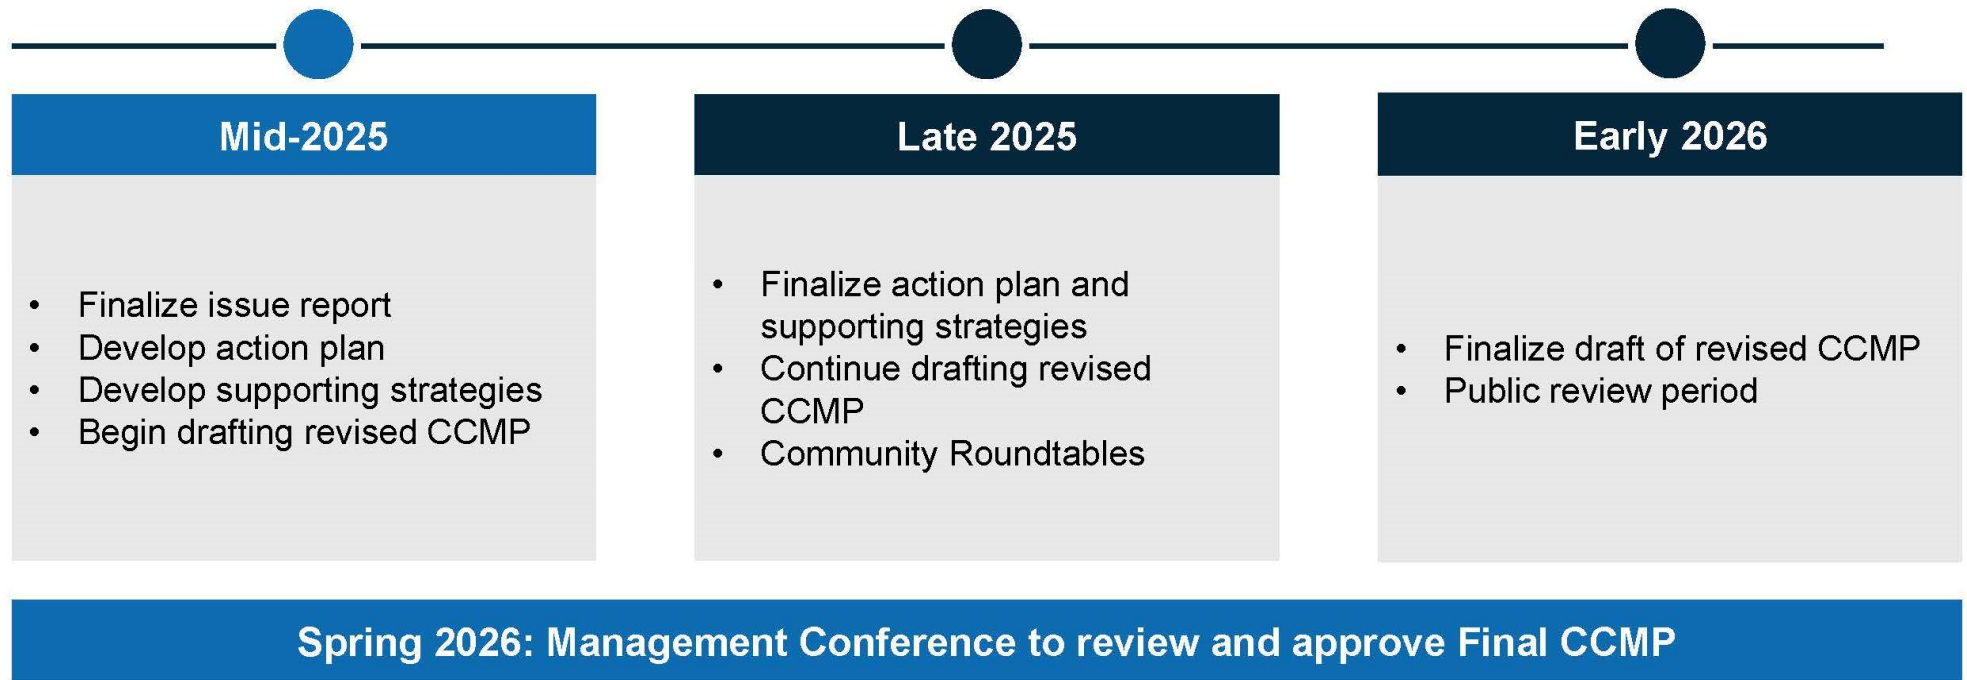 Mid-2025
• Finalize issue report
• Develop action plan
• Develop supporting strategies
• Begin drafting revised CCMP
Late 2025
• Finalize action plan and
supporting strategies
• Continue drafting revised
CCMP
• Community Roundtables
Early 2026
• Finalize draft of revised CCMP
• Public review period
Spring 2026: Management Conference to review and approve Final CCMP